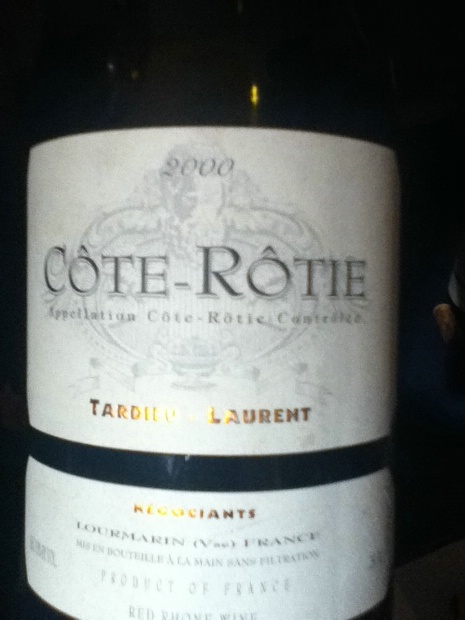 2000
CÔTE-RÔTIE
Appellation Côte-Rôtie Contrôlée
TARDIEU - LAURENT
NÉGOCIANTS
LOURMARIN (Vse) FRANCE
MIS EN BOUTEILLE À LA MAIN SANS FILTRATION
PRODUCT OF FRANCE
RED RHONE WINE